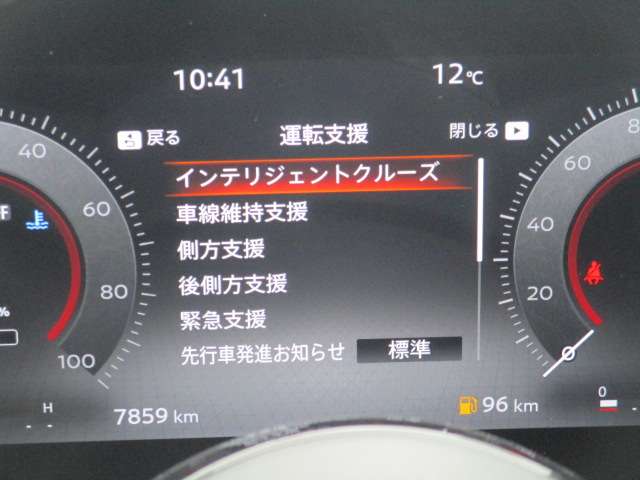 10:41 12℃
戻る 運転支援 閉じる
インテリジェントクルーズ
車線維持支援
側方支援
後側方支援
緊急支援
先行車発進お知らせ 標準
40
60
80
100
%
H
- -
7859 km
96 km
60
40
20
0
8
0
- -